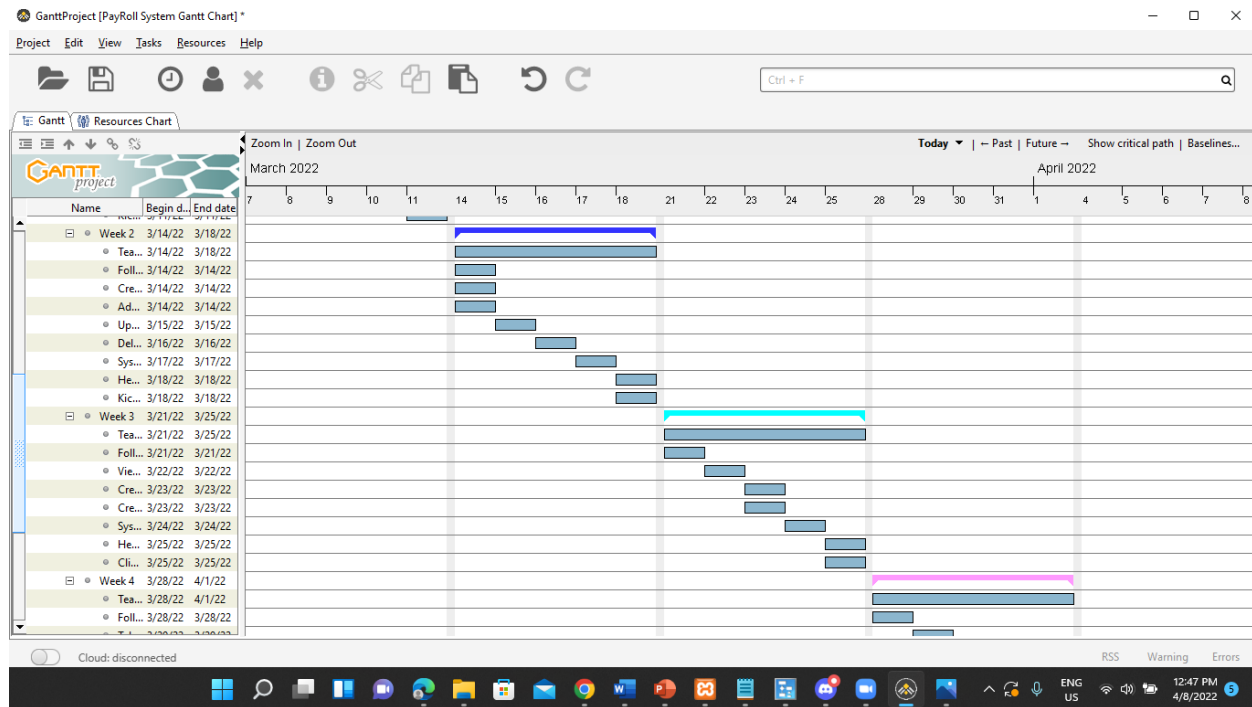 GanttProject [PayRoll System Gantt Chart] *
Project Edit View Tasks Resources Help
Ctrl + F
Gantt Resources Chart
Zoom In | Zoom Out Today ▼ | ← Past | Future → Show critical path | Baselines...
GANTT project
March 2022 April 2022
7 8 9 10 11 14 15 16 17 18 21 22 23 24 25 28 29 30 31 1 4 5 6 7 8
Name Begin d... End date
Kic... 3/11/22 3/11/22
Week 2 3/14/22 3/18/22
Tea... 3/14/22 3/18/22
Foll... 3/14/22 3/14/22
Cre... 3/14/22 3/14/22
Ad... 3/14/22 3/14/22
Up... 3/15/22 3/15/22
Del... 3/16/22 3/16/22
Sys... 3/17/22 3/17/22
He... 3/18/22 3/18/22
Kic... 3/18/22 3/18/22
Week 3 3/21/22 3/25/22
Tea... 3/21/22 3/25/22
Foll... 3/21/22 3/21/22
Vie... 3/22/22 3/22/22
Cre... 3/23/22 3/23/22
Cre... 3/23/22 3/23/22
Sys... 3/24/22 3/24/22
He... 3/25/22 3/25/22
Cli... 3/25/22 3/25/22
Week 4 3/28/22 4/1/22
Tea... 3/28/22 4/1/22
Foll... 3/28/22 3/28/22
Cloud: disconnected RSS Warning Errors
ENG
US
12:47 PM
4/8/2022
5